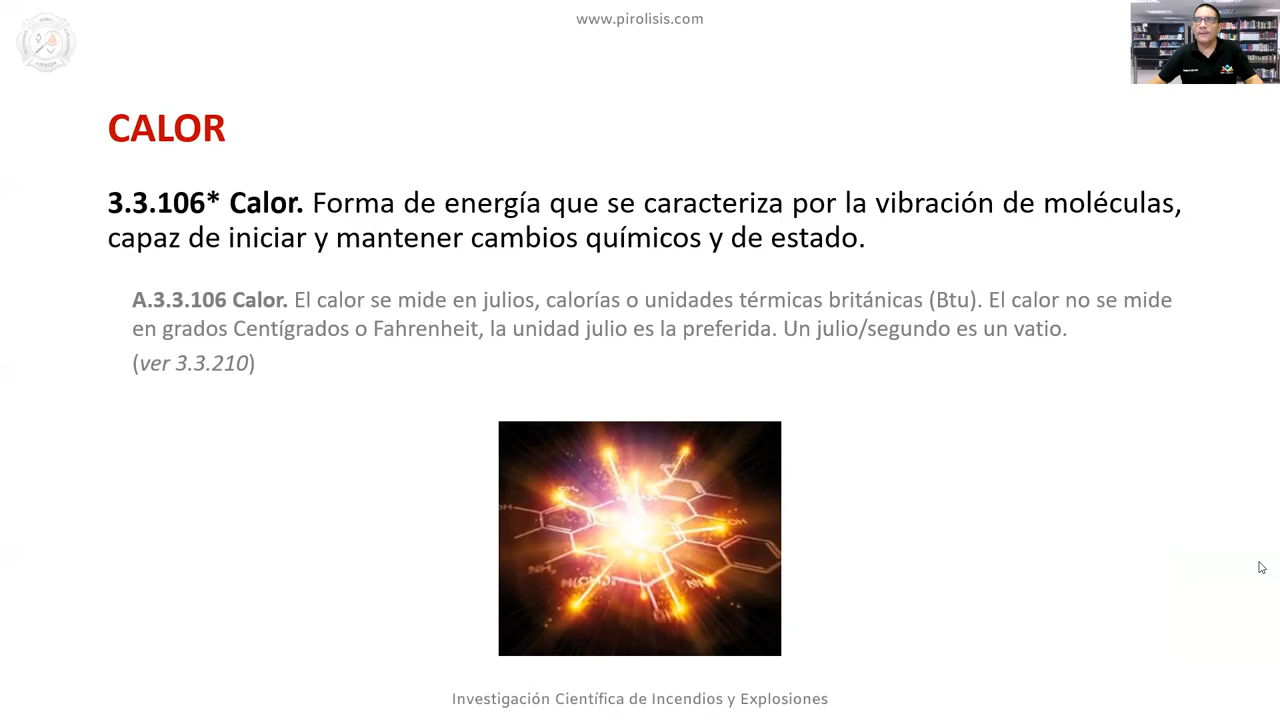 www.pirolisis.com
CALOR
3.3.106* Calor. Forma de energía que se caracteriza por la vibración de moléculas,
capaz de iniciar y mantener cambios químicos y de estado.
A.3.3.106 Calor. El calor se mide en julios, calorías o unidades térmicas británicas (Btu). El calor no se mide
en grados Centígrados o Fahrenheit, la unidad julio es la preferida. Un julio/segundo es un vatio.
(ver 3.3.210)
Investigación Científica de Incendios y Explosiones